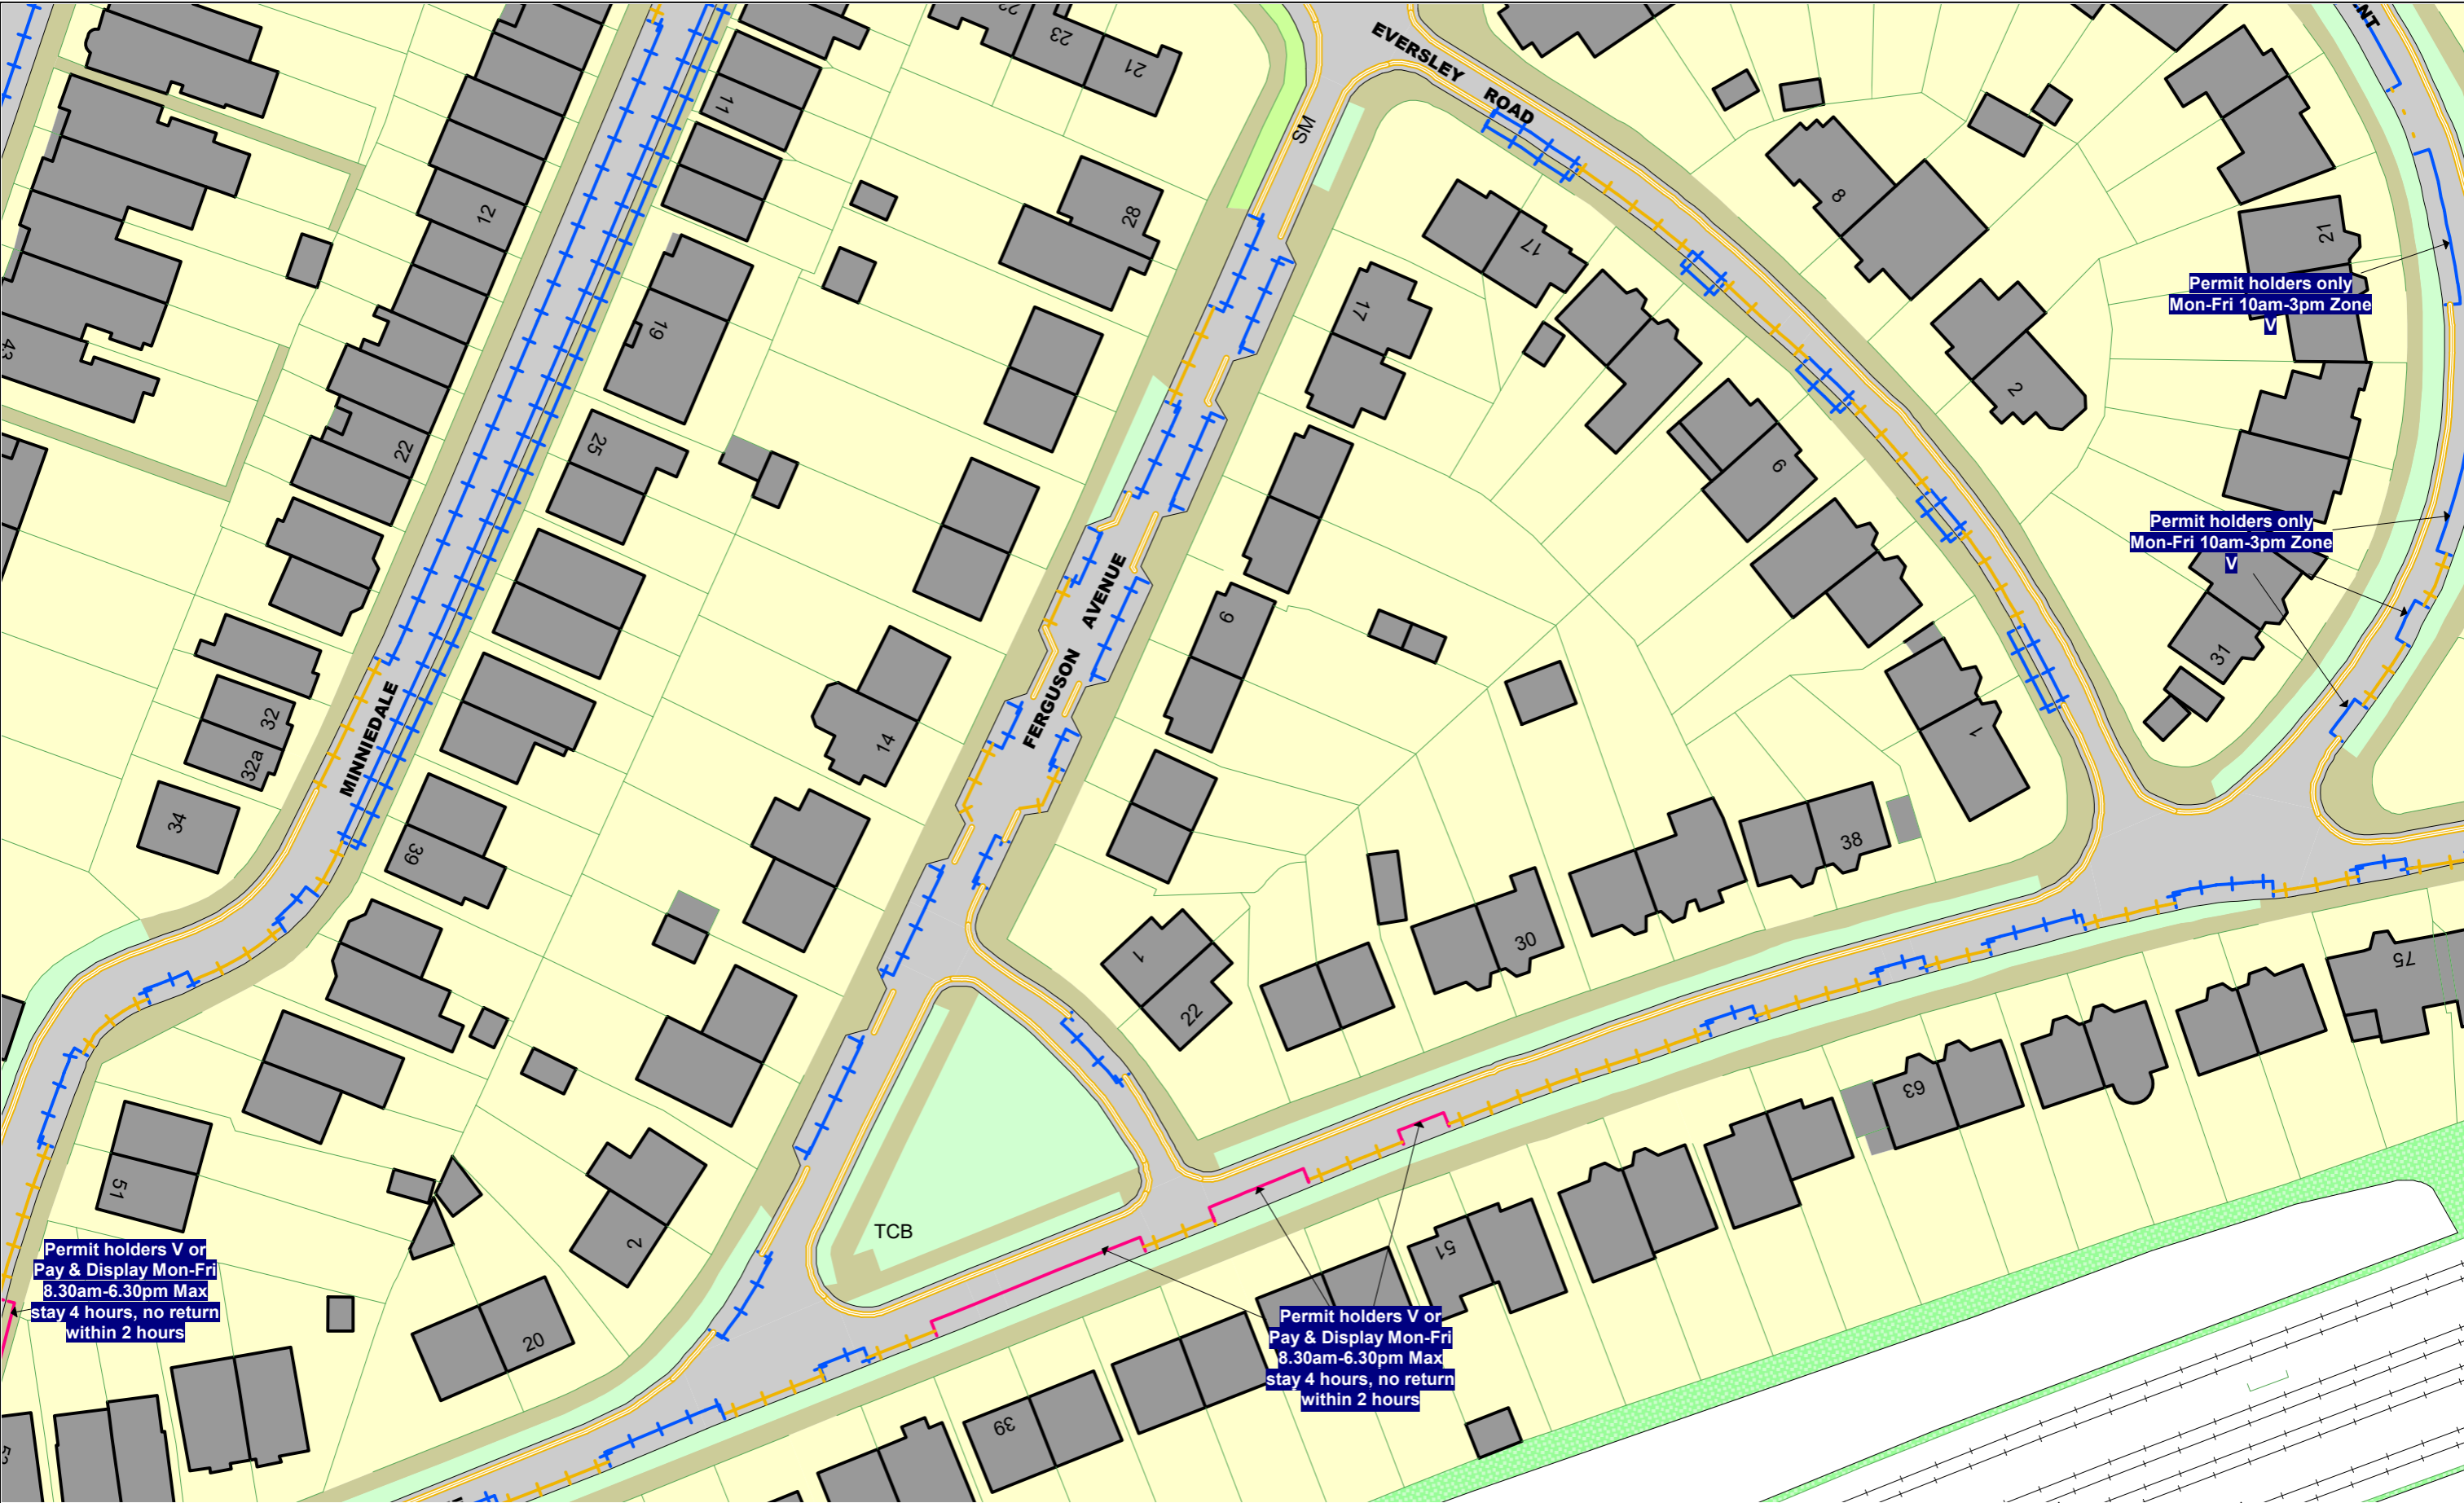 EVERSLEY
ROAD
NT
23
21
11
SM
12
28
8
17
21
Permit holders only
Mon-Fri 10am-3pm Zone
V
17
19
43
2
22
25
6
Permit holders only
Mon-Fri 10am-3pm Zone
V
AVENUE
FERGUSON
9
31
MINNIEDALE
32
32a
14
1
34
39
38
1
30
22
75
63
51
2
TCB
51
Permit holders V or
Pay & Display Mon-Fri
8.30am-6.30pm Max
stay 4 hours, no return
within 2 hours
20
Permit holders V or
Pay & Display Mon-Fri
8.30am-6.30pm Max
stay 4 hours, no return
within 2 hours
39